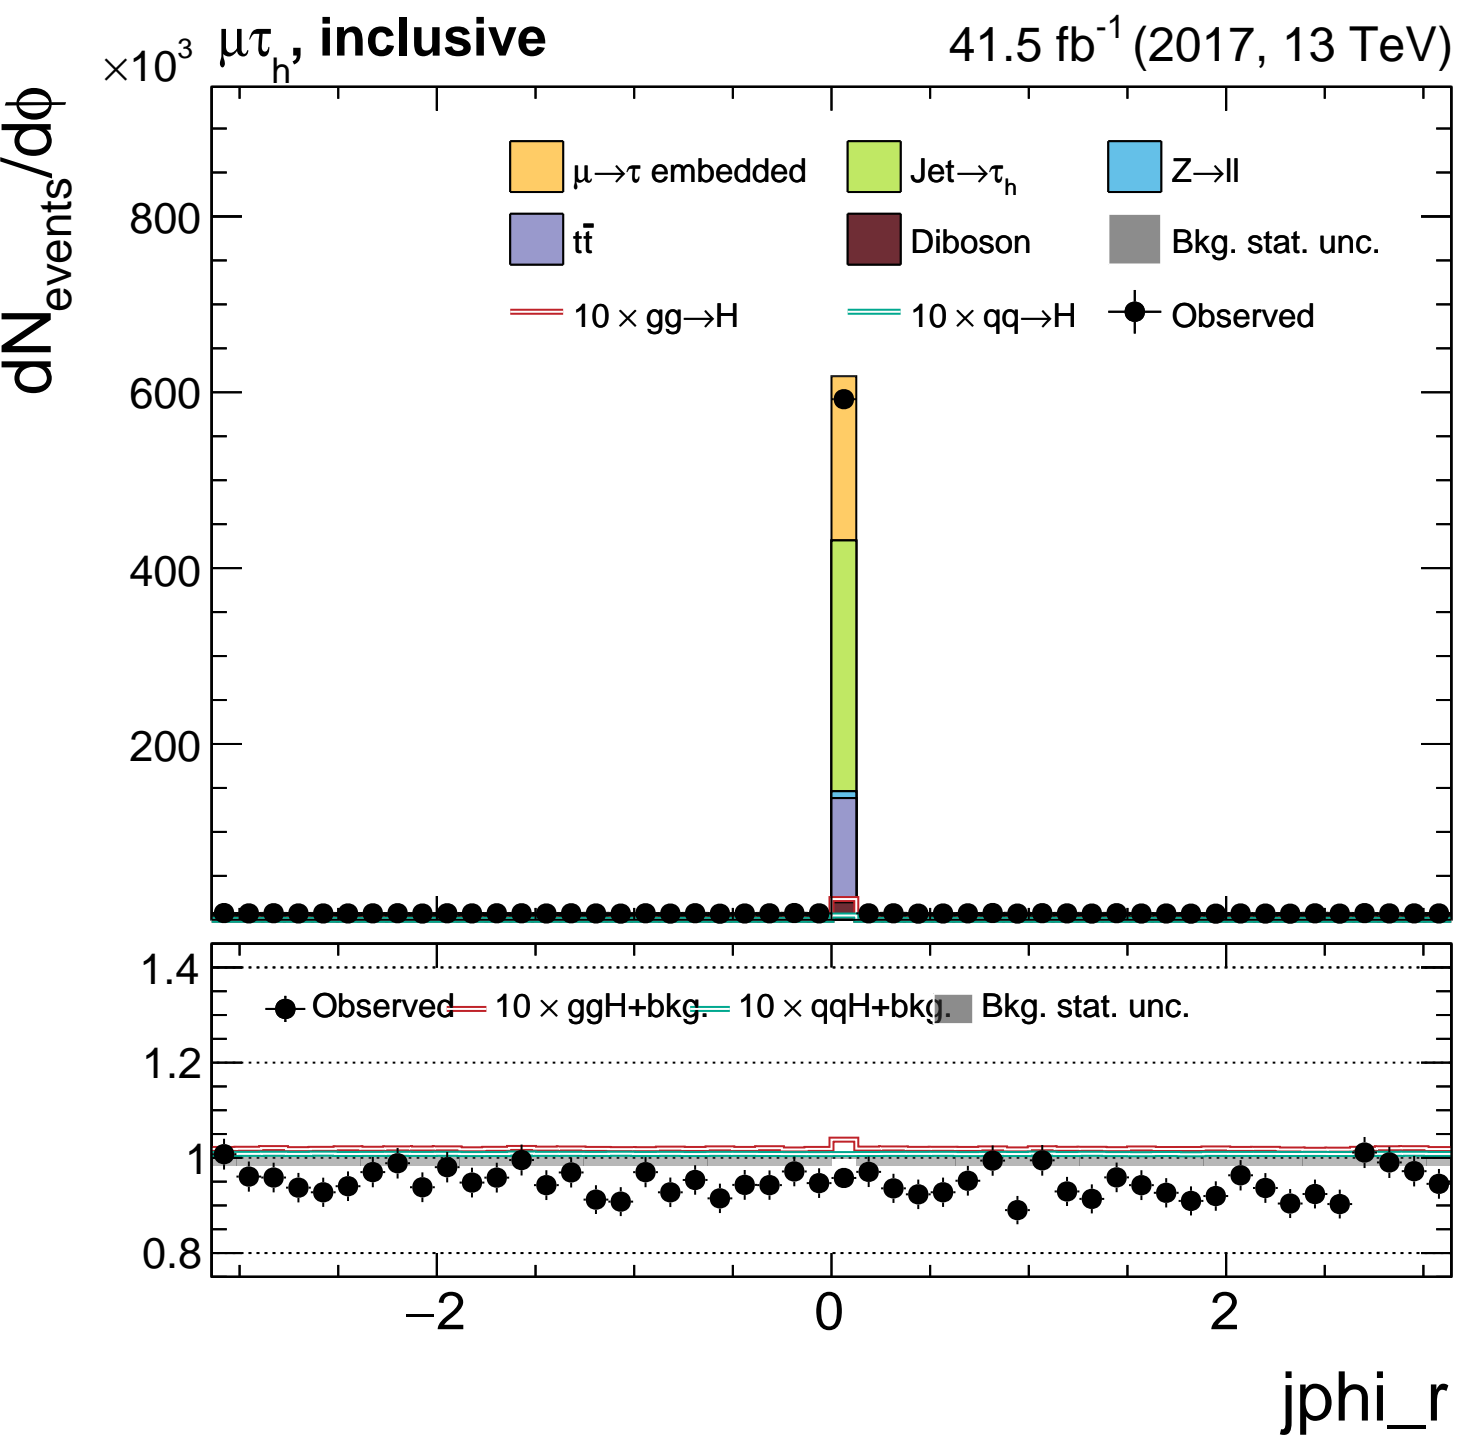 ×10³ μτₕ, inclusive 41.5 fb⁻¹ (2017, 13 TeV)
dN_events/dϕ
μ→τ embedded Jet→τₕ Z→ll
tt̄ Diboson Bkg. stat. unc.
10 × gg→H 10 × qq→H Observed
800
600
400
200
1.4
Observed 10 × ggH+bkg. 10 × qqH+bkg. Bkg. stat. unc.
1.2
1
0.8
−2 0 2
jphi_r